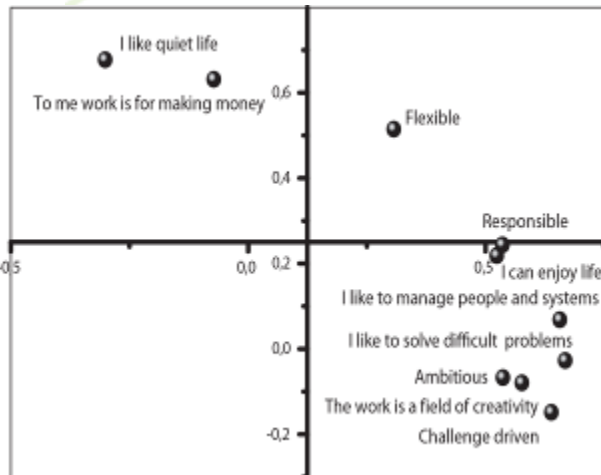 I like quiet life
To me work is for making money
0,6
Flexible
0,4
Responsible
-0,5
0,0
0,5
0,2
I can enjoy life
I like to manage people and systems
I like to solve difficult problems
0,0
Ambitious
The work is a field of creativity
Challenge driven
-0,2